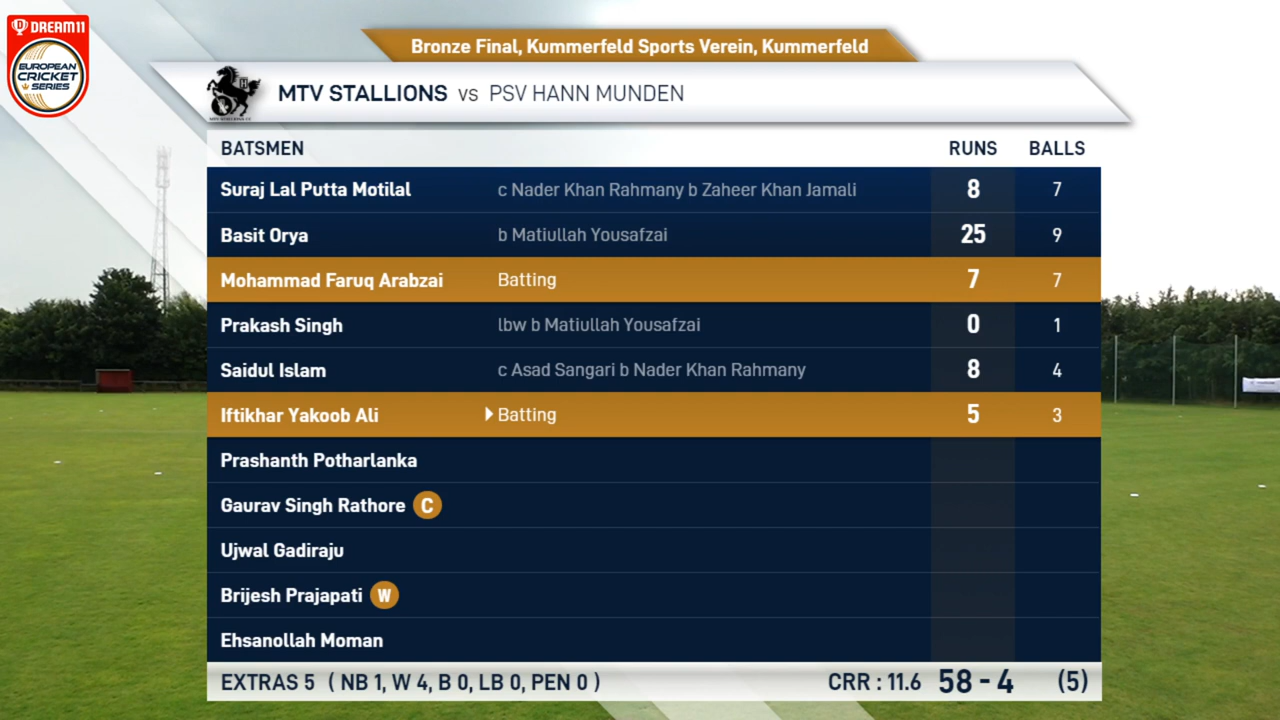 DREAM11
EUROPEAN
CRICKET
SERIES
Bronze Final, Kummerfeld Sports Verein, Kummerfeld
MTV STALLIONS vs PSV HANN MUNDEN
BATSMEN RUNS BALLS
Suraj Lal Putta Motilal c Nader Khan Rahmany b Zaheer Khan Jamali 8 7
Basit Orya b Matiullah Yousafzai 25 9
Mohammad Faruq Arabzai Batting 7 7
Prakash Singh lbw b Matiullah Yousafzai 0 1
Saidul Islam c Asad Sangari b Nader Khan Rahmany 8 4
Iftikhar Yakoob Ali Batting 5 3
Prashanth Potharlanka
Gaurav Singh Rathore C
Ujwal Gadiraju
Brijesh Prajapati W
Ehsanollah Moman
EXTRAS 5 ( NB 1, W 4, B 0, LB 0, PEN 0 ) CRR : 11.6 58 - 4 (5)